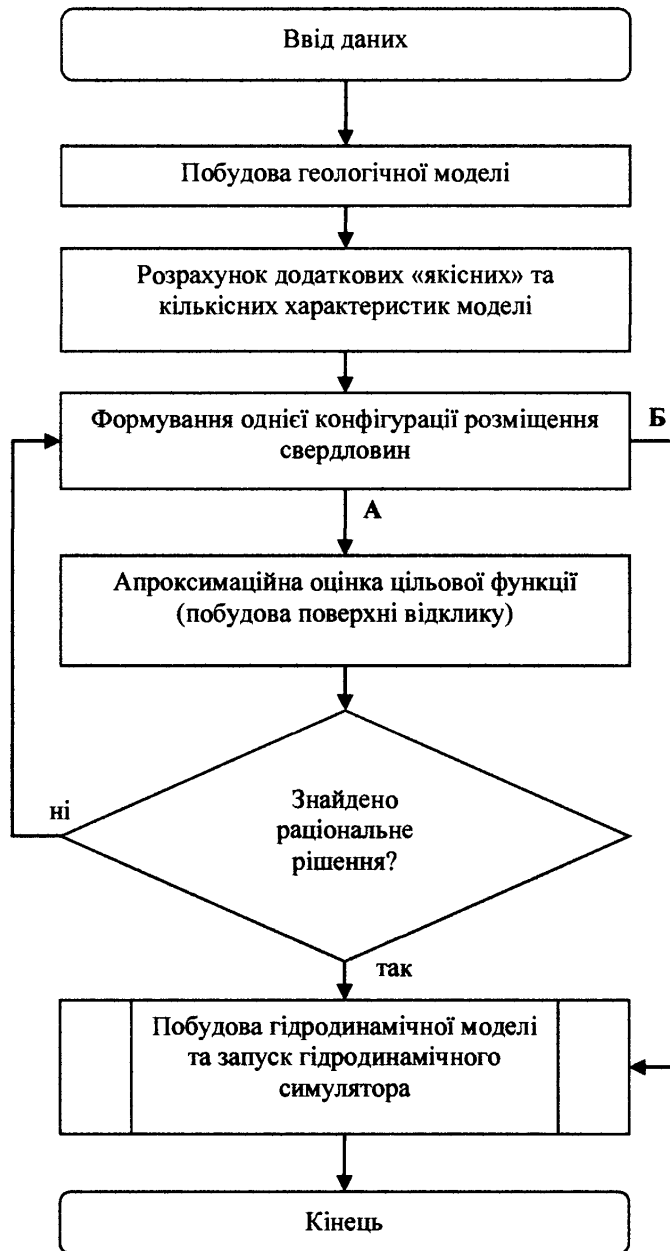 Ввід даних
Побудова геологічної моделі
Розрахунок додаткових «якісних» та
кількісних характеристик моделі
Формування однієї конфігурації розміщення
свердловин
Б
А
Апроксимаційна оцінка цільової функції
(побудова поверхні відклику)
ні
Знайдено
раціональне
рішення?
так
Побудова гідродинамічної моделі
та запуск гідродинамічного
симулятора
Кінець